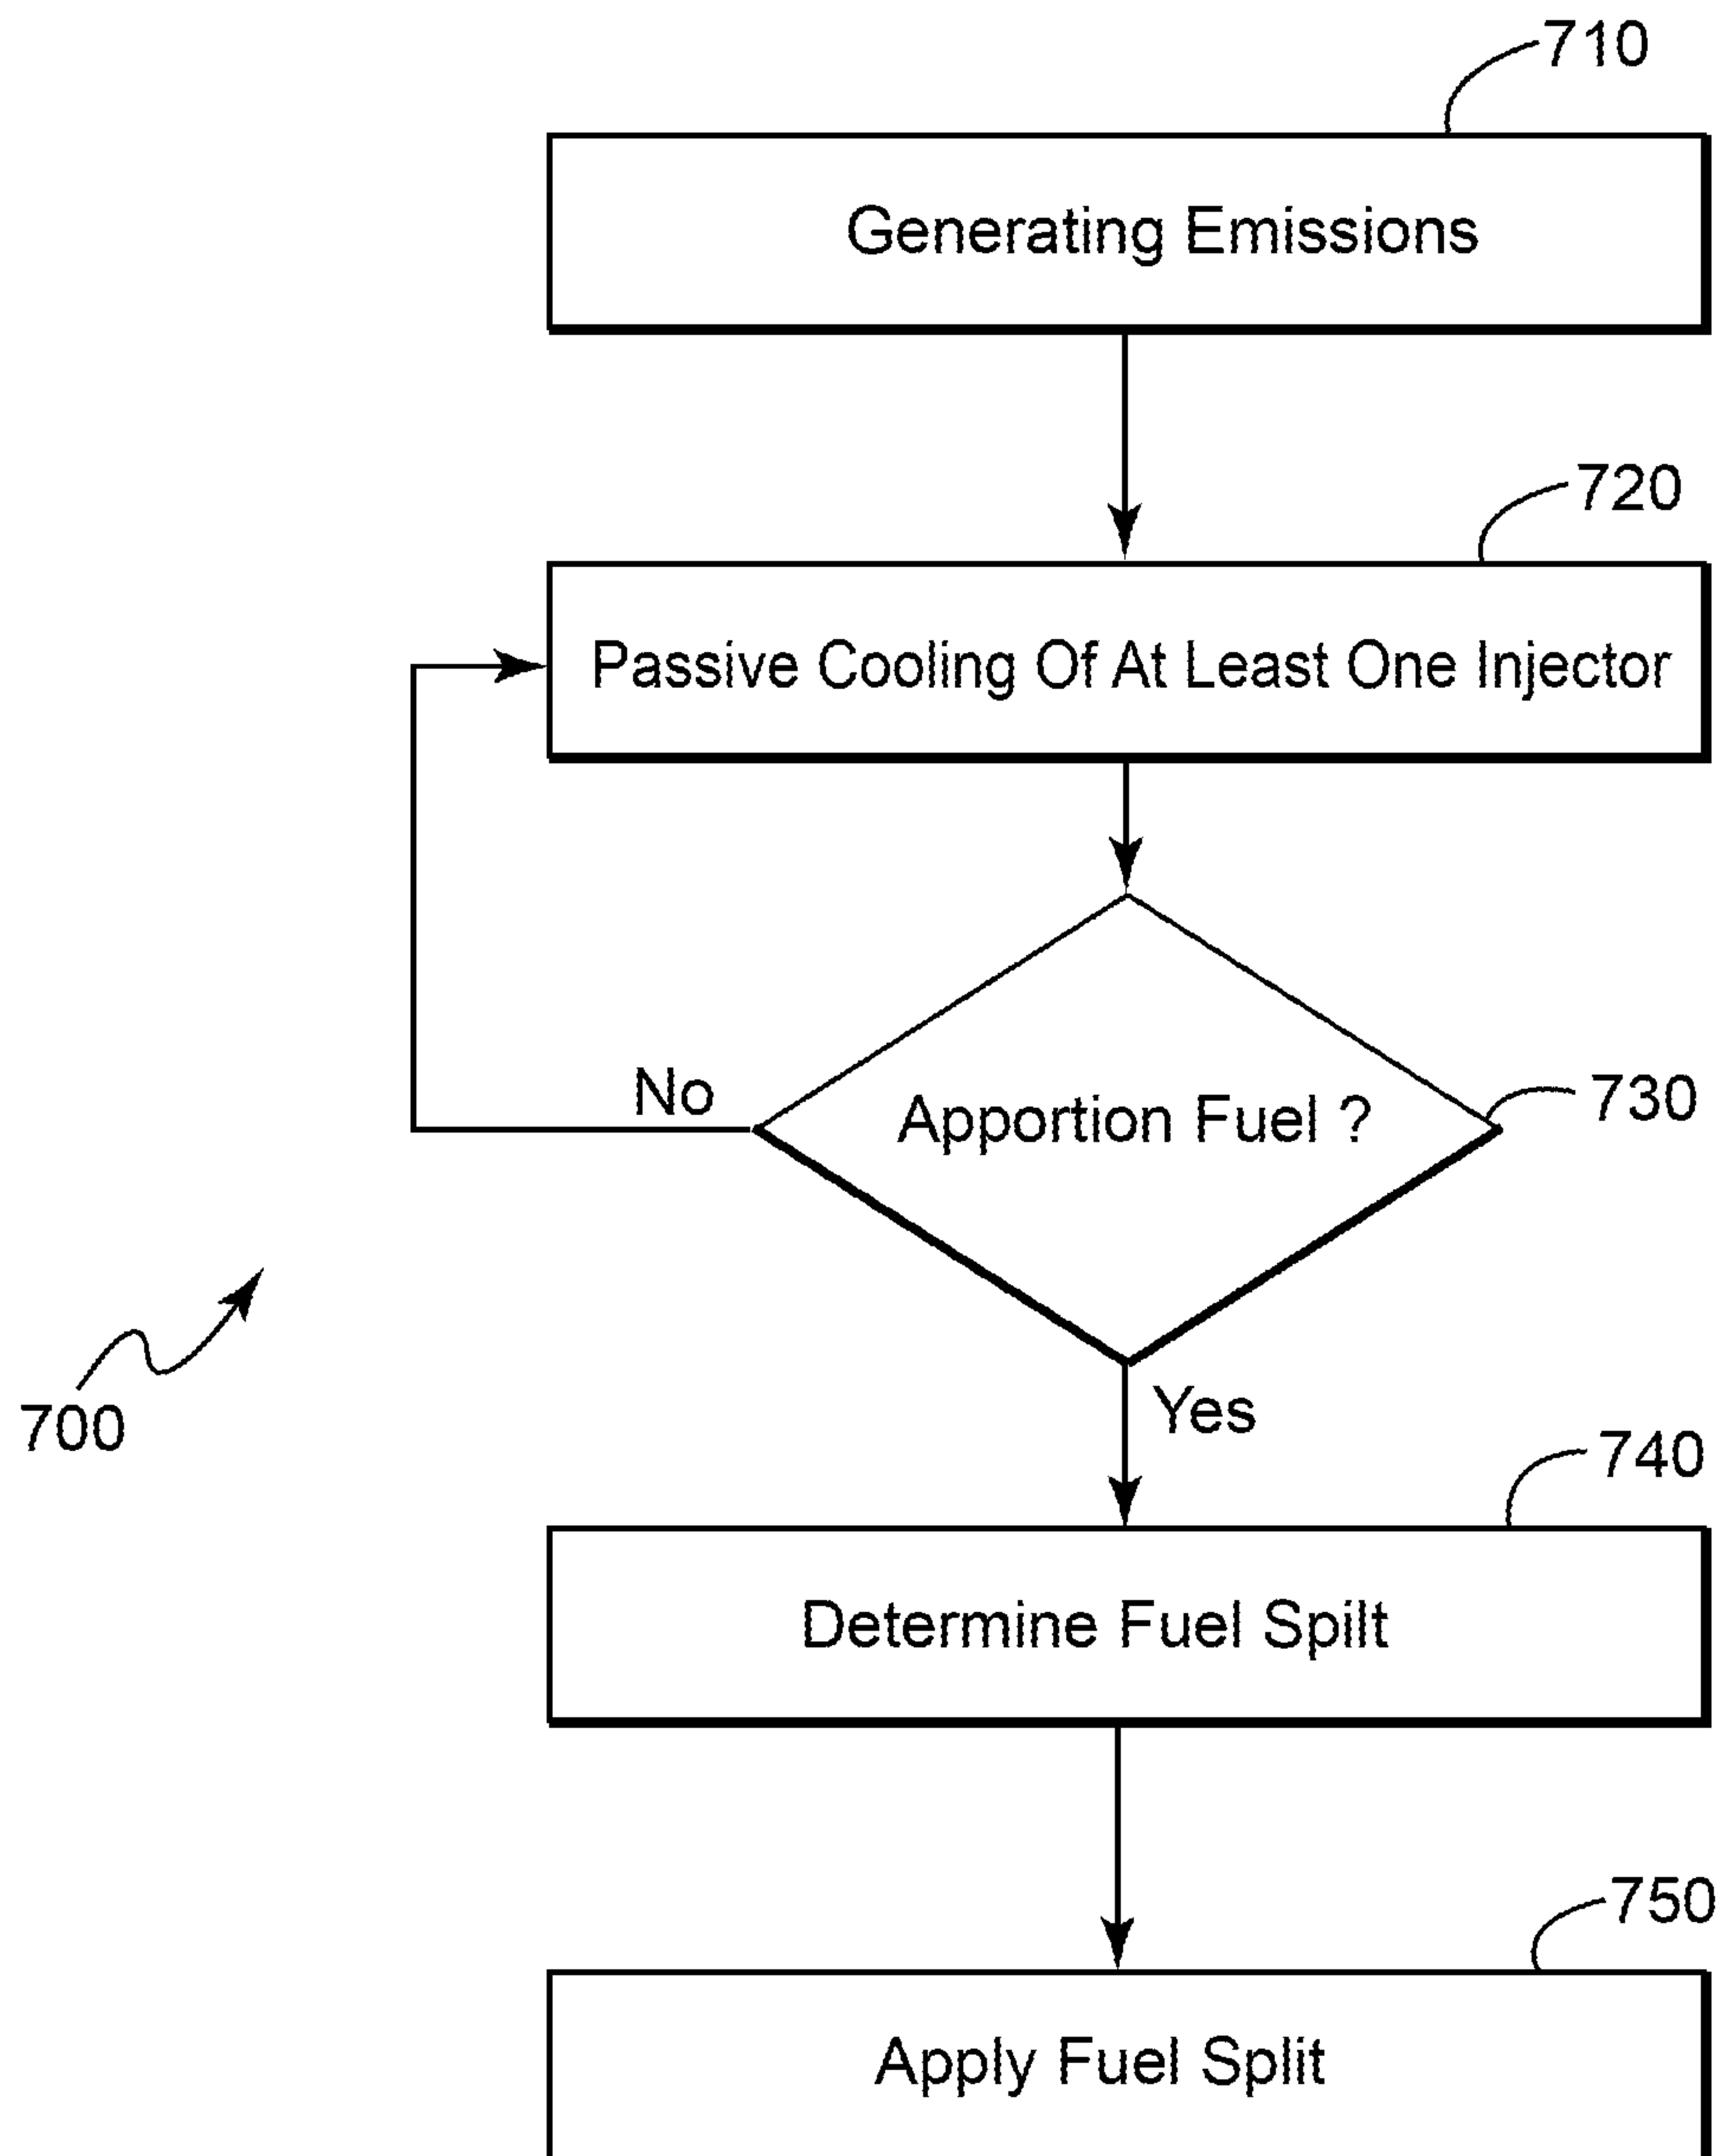 710
Generating Emissions
720
Passive Cooling Of At Least One Injector
No
Apportion Fuel ?
730
Yes
700
740
Determine Fuel Spilt
750
Apply Fuel Split